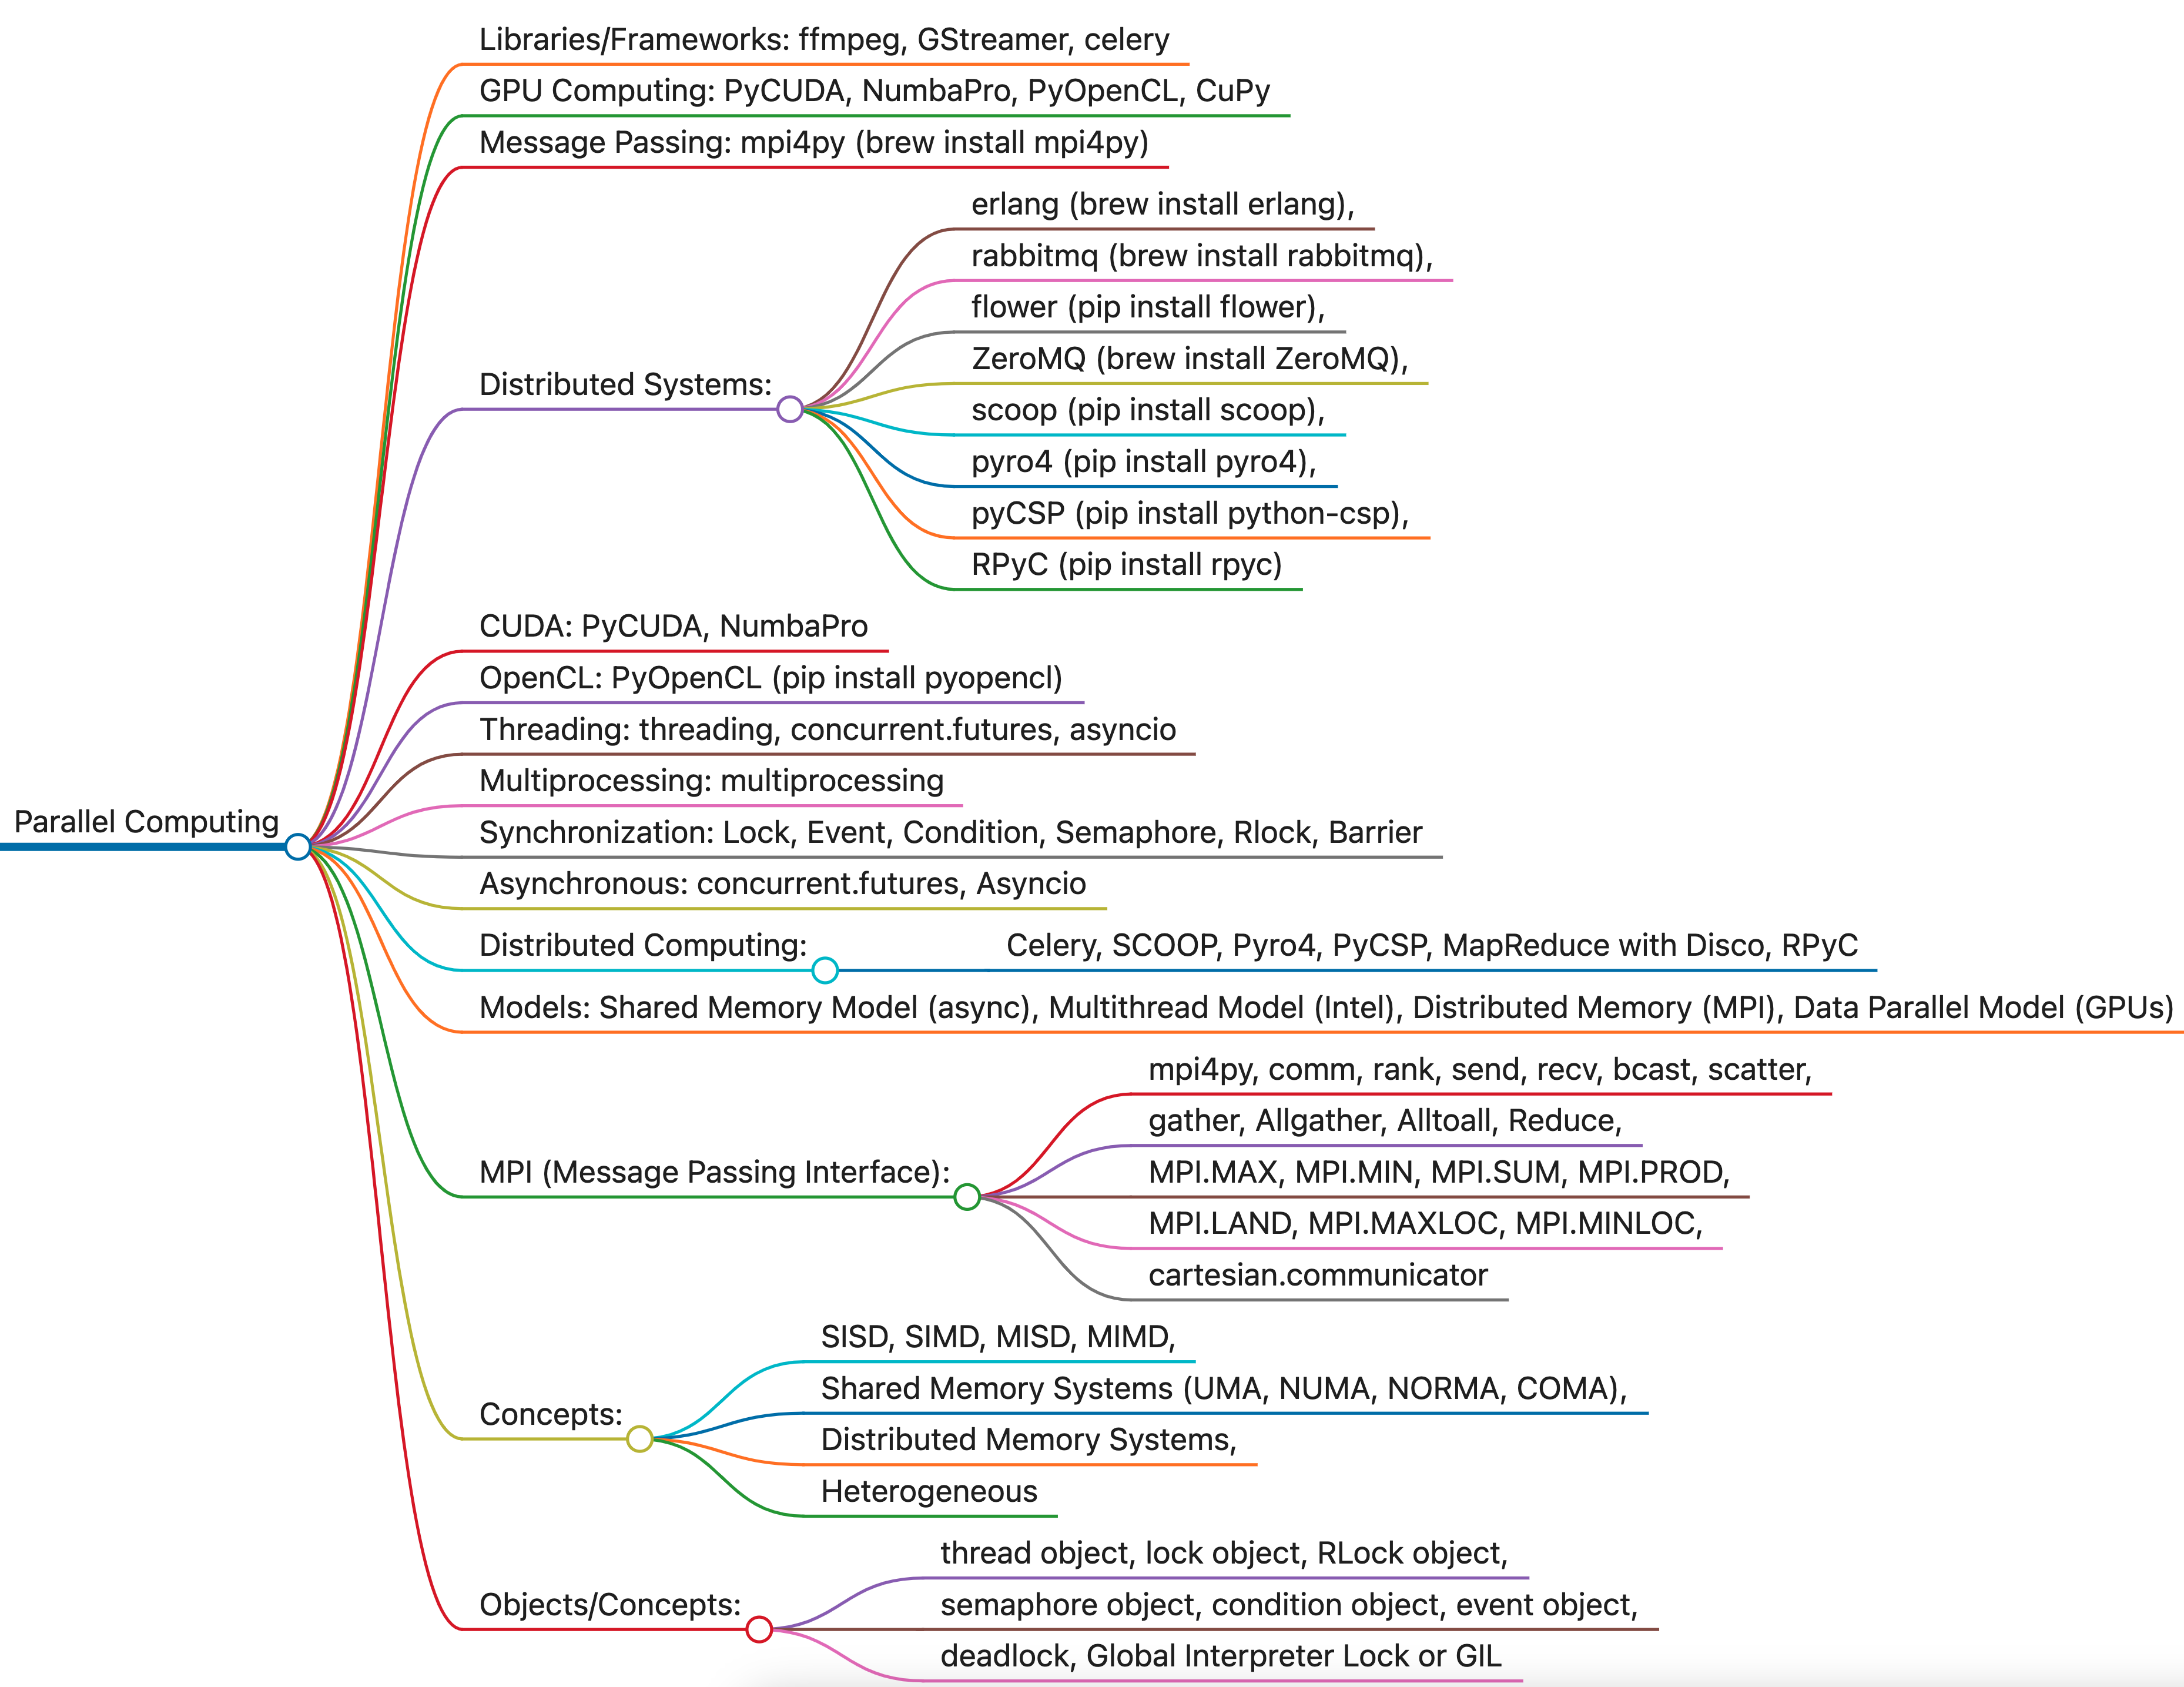 Libraries/Frameworks: ffmpeg, GStreamer, celery
GPU Computing: PyCUDA, NumbaPro, PyOpenCL, CuPy
Message Passing: mpi4py (brew install mpi4py)
Distributed Systems:
erlang (brew install erlang),
rabbitmq (brew install rabbitmq),
flower (pip install flower),
ZeroMQ (brew install ZeroMQ),
scoop (pip install scoop),
pyro4 (pip install pyro4),
pyCSP (pip install python-csp),
RPyC (pip install rpyc)
CUDA: PyCUDA, NumbaPro
OpenCL: PyOpenCL (pip install pyopencl)
Threading: threading, concurrent.futures, asyncio
Multiprocessing: multiprocessing
Parallel Computing
Synchronization: Lock, Event, Condition, Semaphore, Rlock, Barrier
Asynchronous: concurrent.futures, Asyncio
Distributed Computing:
Celery, SCOOP, Pyro4, PyCSP, MapReduce with Disco, RPyC
Models: Shared Memory Model (async), Multithread Model (Intel), Distributed Memory (MPI), Data Parallel Model (GPUs)
MPI (Message Passing Interface):
mpi4py, comm, rank, send, recv, bcast, scatter,
gather, Allgather, Alltoall, Reduce,
MPI.MAX, MPI.MIN, MPI.SUM, MPI.PROD,
MPI.LAND, MPI.MAXLOC, MPI.MINLOC,
cartesian.communicator
Concepts:
SISD, SIMD, MISD, MIMD,
Shared Memory Systems (UMA, NUMA, NORMA, COMA),
Distributed Memory Systems,
Heterogeneous
Objects/Concepts:
thread object, lock object, RLock object,
semaphore object, condition object, event object,
deadlock, Global Interpreter Lock or GIL